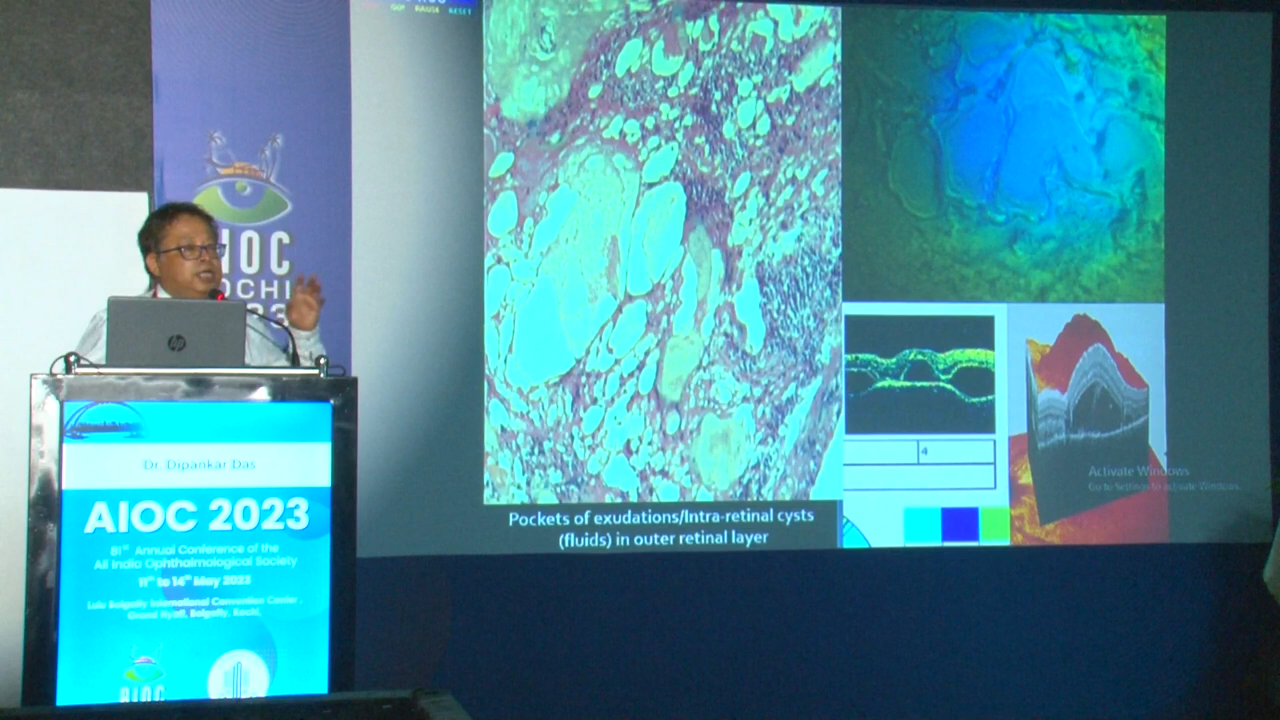 AIOC
KOCHI
Dr. Dipankar Das
AIOC 2023
81st Annual Conference of the
All India Ophthalmological Society
11th to 14th May 2023
Lulu Bolgatty International Convention Center,
Grand Hyatt, Bolgatty, Kochi.
AIOC
hp
Pockets of exudations/Intra-retinal cysts
(fluids) in outer retinal layer
4
Activate Windows
Go to Settings to activate Windows.